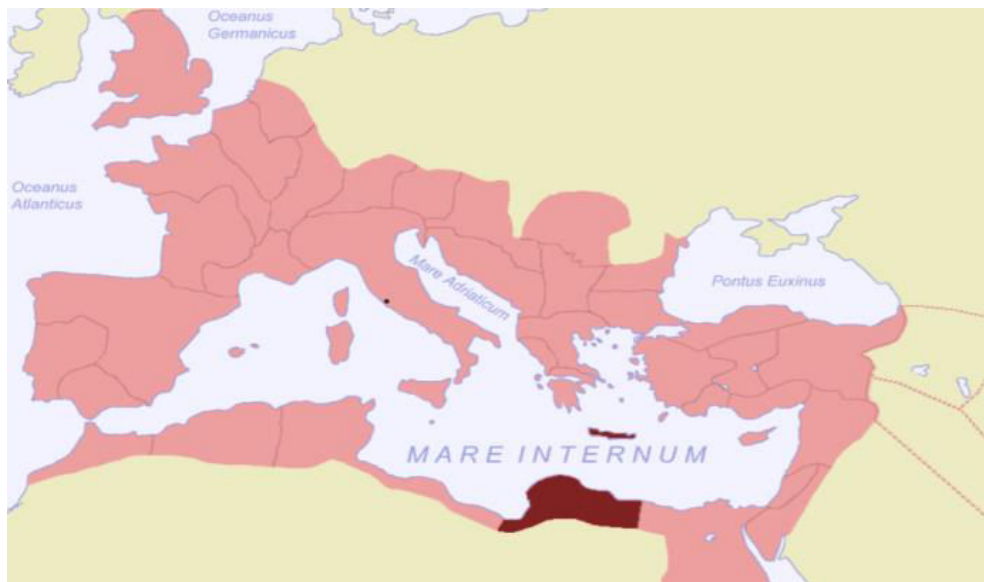 Oceanus
Germanicus
Oceanus
Atlanticus
Mare Adriaticum
Pontus Euxinus
MARE INTERNUM